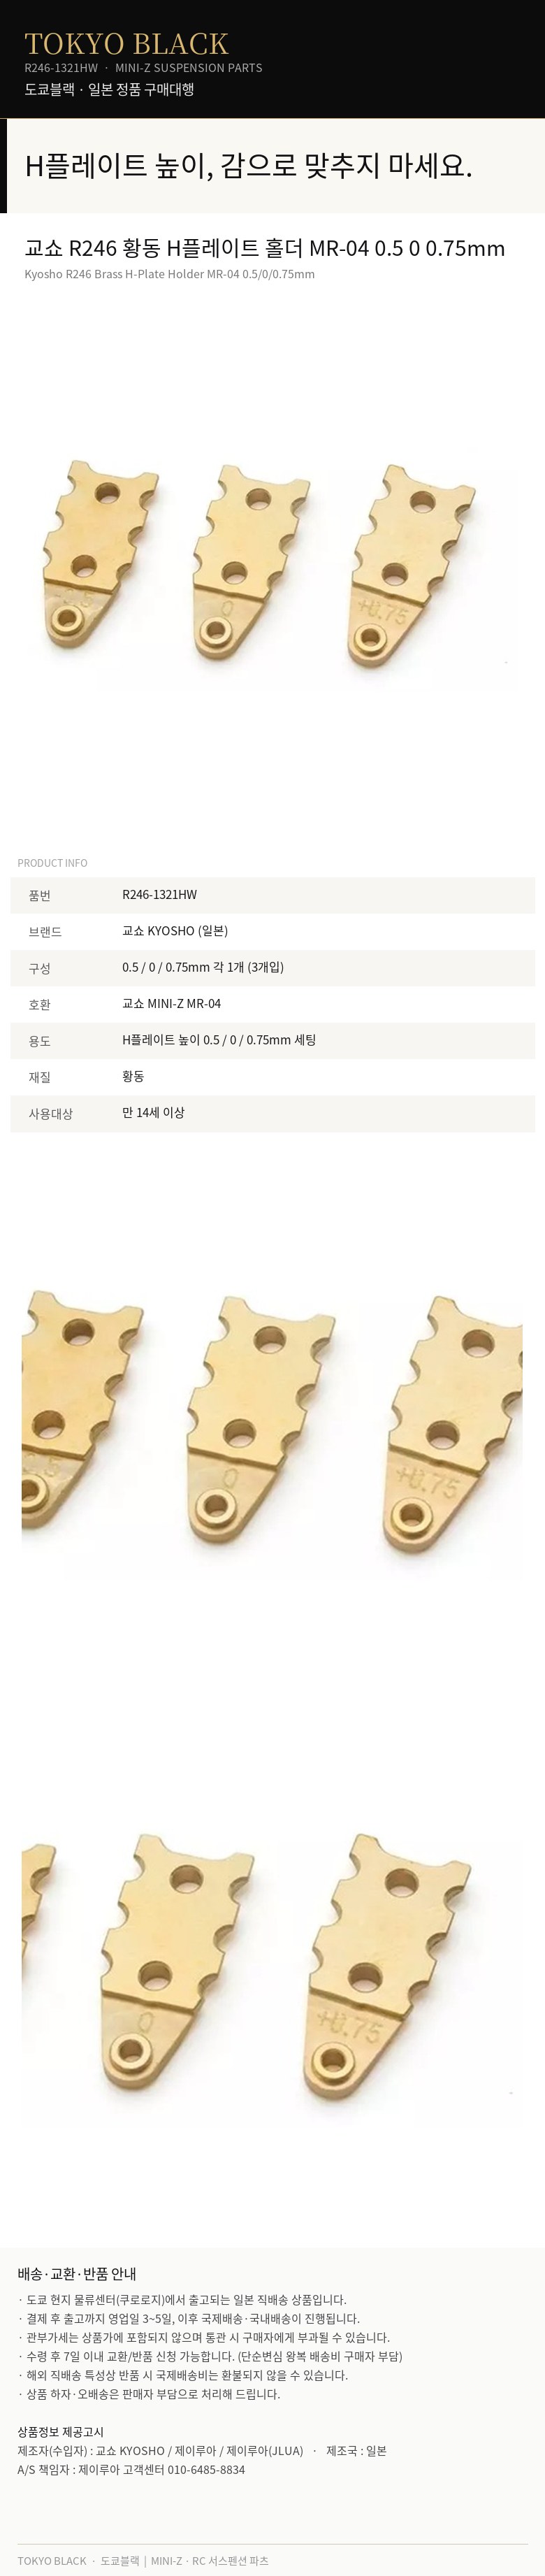 TOKYO BLACK
R246-1321HW · MINI-Z SUSPENSION PARTS
도쿄블랙 · 일본 정품 구매대행
H플레이트 높이, 감으로 맞추지 마세요.
교쇼 R246 황동 H플레이트 홀더 MR-04 0.5 0 0.75mm
Kyosho R246 Brass H-Plate Holder MR-04 0.5/0/0.75mm
0
+0.75
PRODUCT INFO
품번 R246-1321HW
브랜드 교쇼 KYOSHO (일본)
구성 0.5 / 0 / 0.75mm 각 1개 (3개입)
호환 교쇼 MINI-Z MR-04
용도 H플레이트 높이 0.5 / 0 / 0.75mm 세팅
재질 황동
사용대상 만 14세 이상
0
+0.75
0
+0.75
배송·교환·반품 안내
· 도쿄 현지 물류센터(쿠로로지)에서 출고되는 일본 직배송 상품입니다.
· 결제 후 출고까지 영업일 3~5일, 이후 국제배송·국내배송이 진행됩니다.
· 관부가세는 상품가에 포함되지 않으며 통관 시 구매자에게 부과될 수 있습니다.
· 수령 후 7일 이내 교환/반품 신청 가능합니다. (단순변심 왕복 배송비 구매자 부담)
· 해외 직배송 특성상 반품 시 국제배송비는 환불되지 않을 수 있습니다.
· 상품 하자·오배송은 판매자 부담으로 처리해 드립니다.
상품정보 제공고시
제조자(수입자) : 교쇼 KYOSHO / 제이루아 / 제이루아(JLUA) · 제조국 : 일본
A/S 책임자 : 제이루아 고객센터 010-6485-8834
TOKYO BLACK · 도쿄블랙 | MINI-Z · RC 서스펜션 파츠